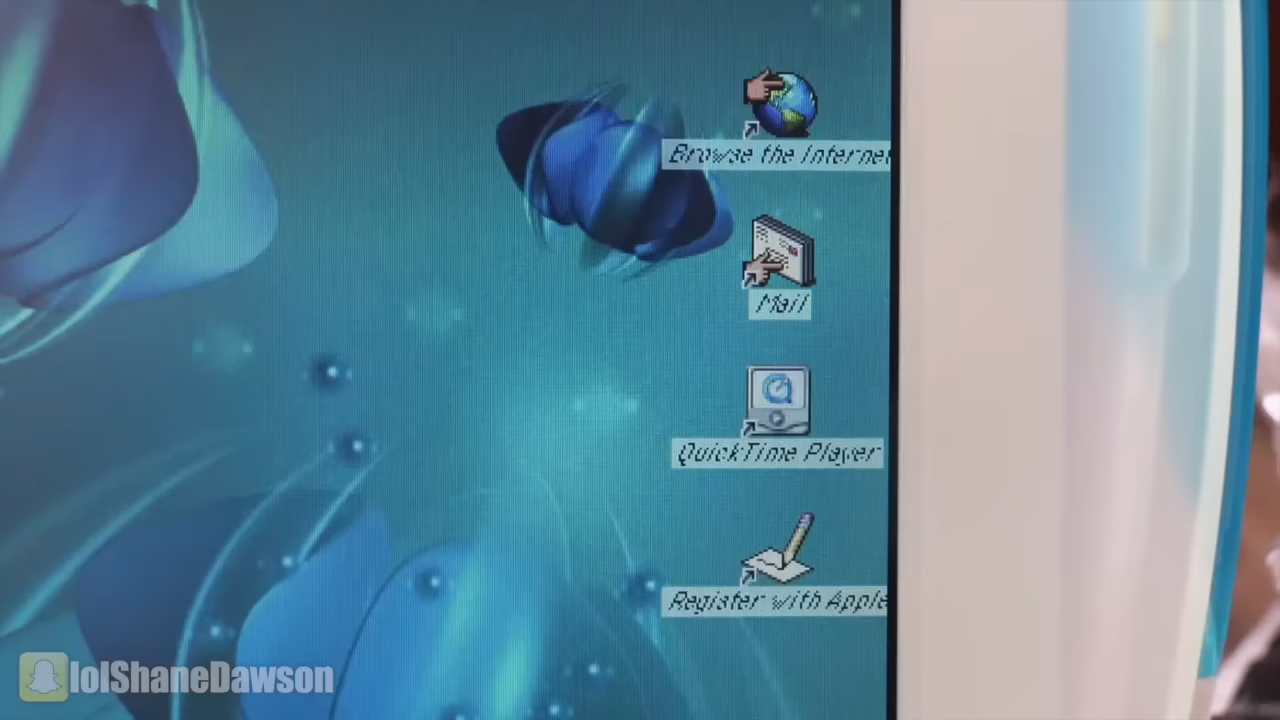 Browse the Internet
Mail
QuickTime Player
Register with Apple
lolShaneDawson